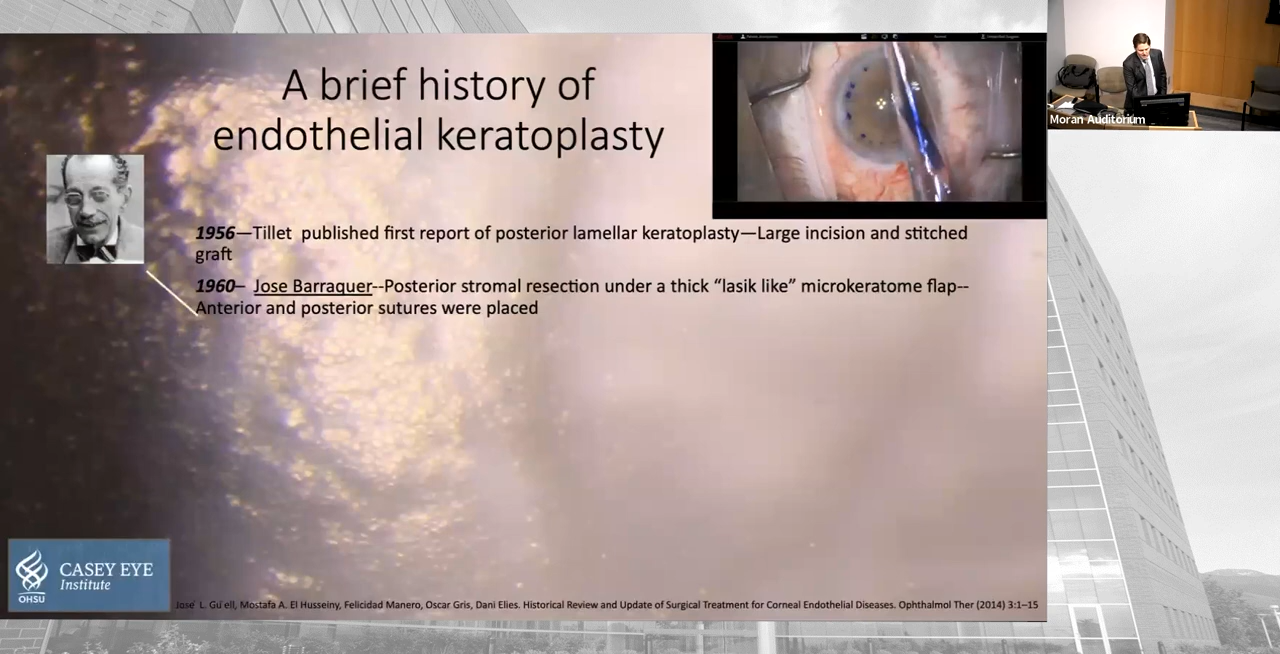 A brief history of
endothelial keratoplasty
1956—Tillet published first report of posterior lamellar keratoplasty—Large incision and stitched
graft
1960– Jose Barraquer--Posterior stromal resection under a thick “lasik like” microkeratome flap--
Anterior and posterior sutures were placed
CASEY EYE
Institute
OHSU
José L. Gu¨ell, Mostafa A. El Husseiny, Felicidad Manero, Oscar Gris, Dani Elies. Historical Review and Update of Surgical Treatment for Corneal Endothelial Diseases. Ophthalmol Ther (2014) 3:1–15
Moran Auditorium